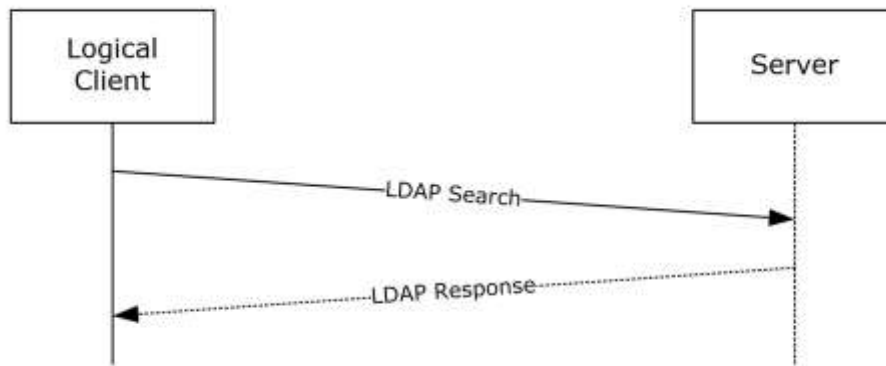 Logical
Client
Server
LDAP Search
LDAP Response